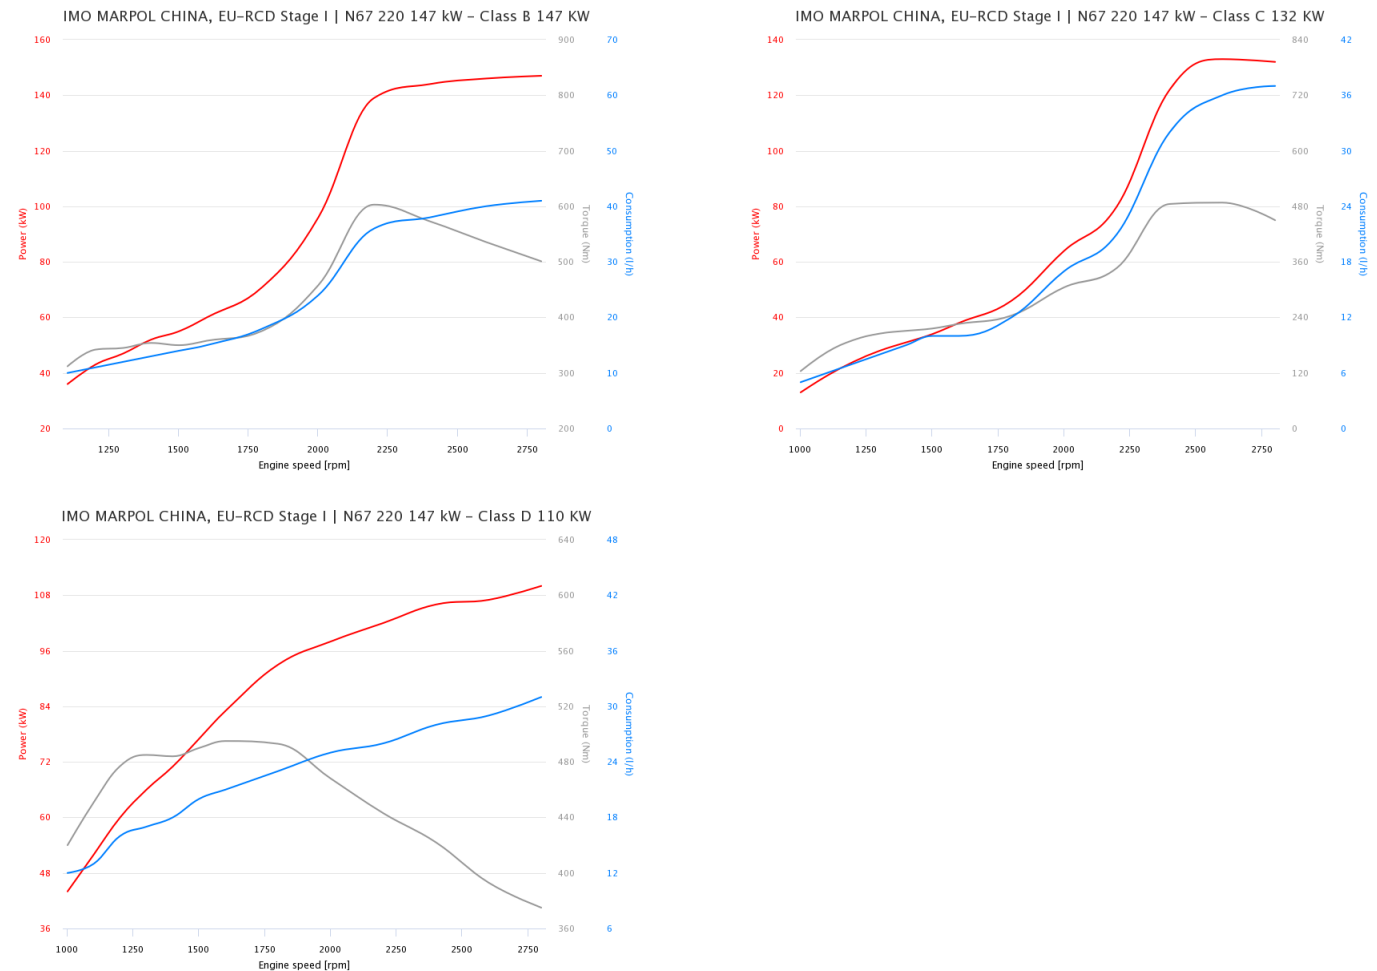 IMO MARPOL CHINA, EU-RCD Stage I | N67 220 147 kW - Class B 147 KW
160 900 70
140 800 60
120 700 50
100 600 40
80 500 30
60 400 20
40 300 10
20 200 0
Power (kW)
Torque (Nm)
Consumption (l/h)
1250 1500 1750 2000 2250 2500 2750
Engine speed [rpm]
IMO MARPOL CHINA, EU-RCD Stage I | N67 220 147 kW - Class C 132 KW
140 840 42
120 720 36
100 600 30
80 480 24
60 360 18
40 240 12
20 120 6
0 0 0
Power (kW)
Torque (Nm)
Consumption (l/h)
1000 1250 1500 1750 2000 2250 2500 2750
Engine speed [rpm]
IMO MARPOL CHINA, EU-RCD Stage I | N67 220 147 kW - Class D 110 KW
120 640 48
108 600 42
96 560 36
84 520 30
72 480 24
60 440 18
48 400 12
36 360 6
Power (kW)
Torque (Nm)
Consumption (l/h)
1000 1250 1500 1750 2000 2250 2500 2750
Engine speed [rpm]